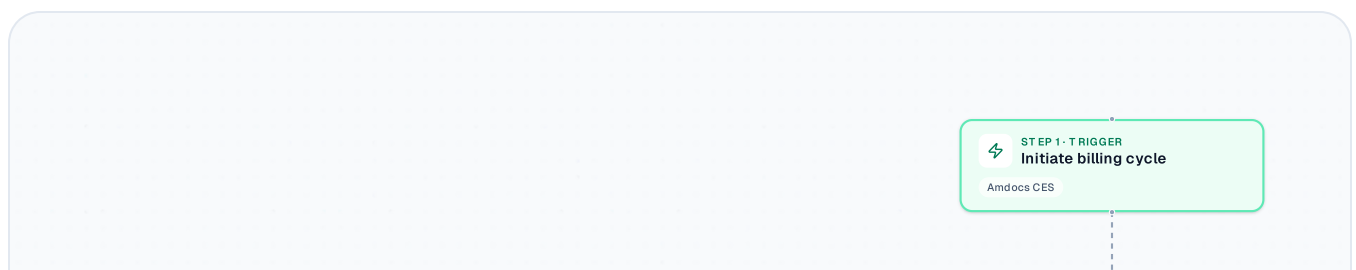 STEP 1 · TRIGGER
Initiate billing cycle
Amdocs CES